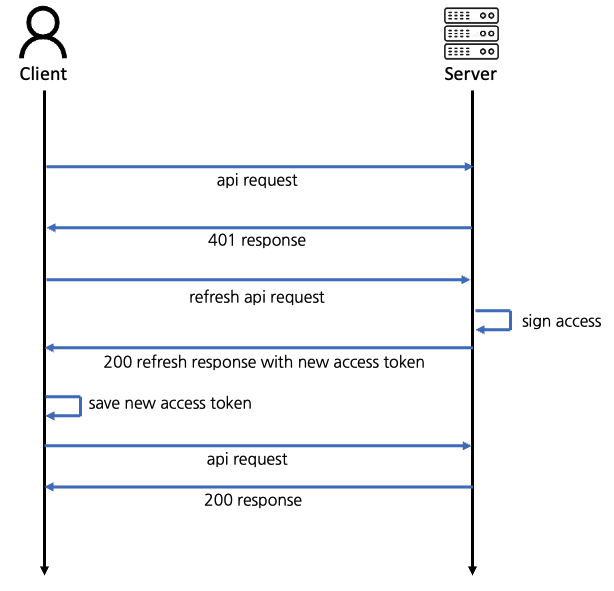 Client
Server
api request
401 response
refresh api request
sign access
200 refresh response with new access token
save new access token
api request
200 response